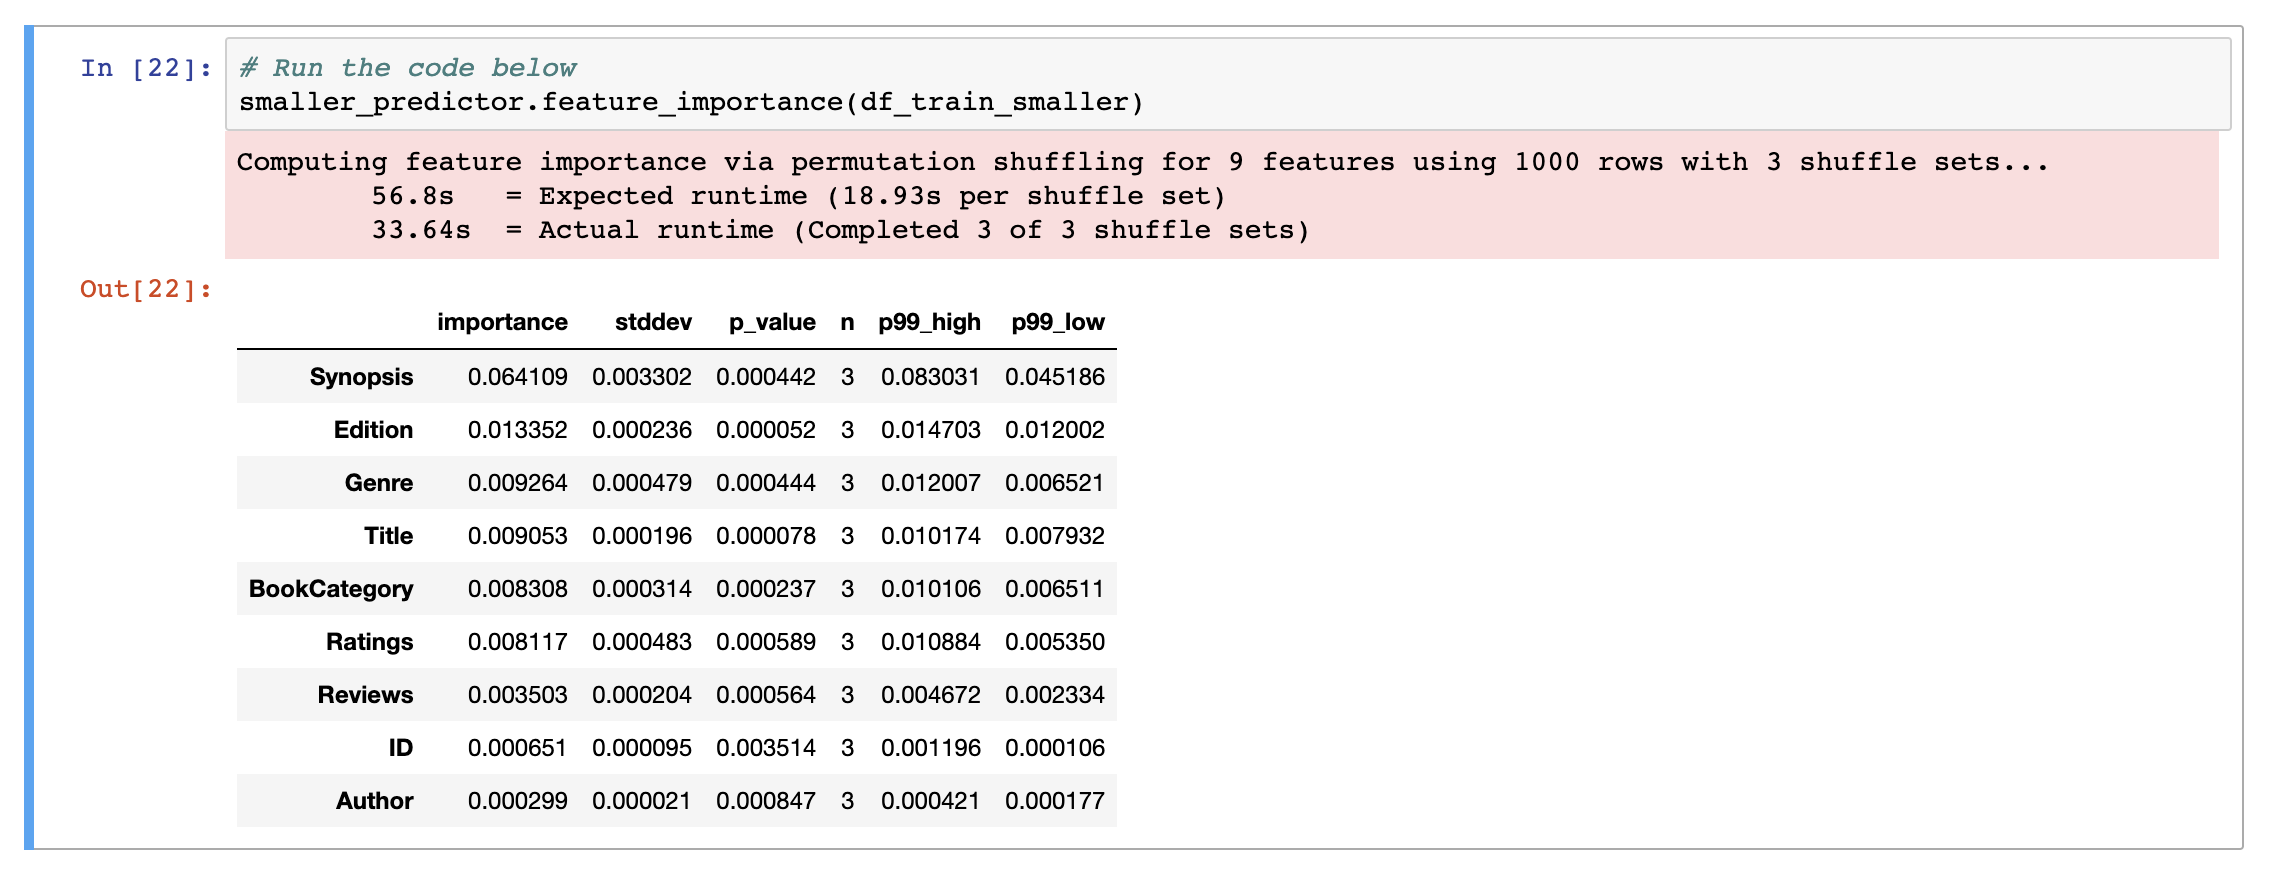 In [22]: # Run the code below
smaller_predictor.feature_importance(df_train_smaller)
Computing feature importance via permutation shuffling for 9 features using 1000 rows with 3 shuffle sets...
56.8s = Expected runtime (18.93s per shuffle set)
33.64s = Actual runtime (Completed 3 of 3 shuffle sets)
Out[22]:
importance stddev p_value n p99_high p99_low
Synopsis 0.064109 0.003302 0.000442 3 0.083031 0.045186
Edition 0.013352 0.000236 0.000052 3 0.014703 0.012002
Genre 0.009264 0.000479 0.000444 3 0.012007 0.006521
Title 0.009053 0.000196 0.000078 3 0.010174 0.007932
BookCategory 0.008308 0.000314 0.000237 3 0.010106 0.006511
Ratings 0.008117 0.000483 0.000589 3 0.010884 0.005350
Reviews 0.003503 0.000204 0.000564 3 0.004672 0.002334
ID 0.000651 0.000095 0.003514 3 0.001196 0.000106
Author 0.000299 0.000021 0.000847 3 0.000421 0.000177